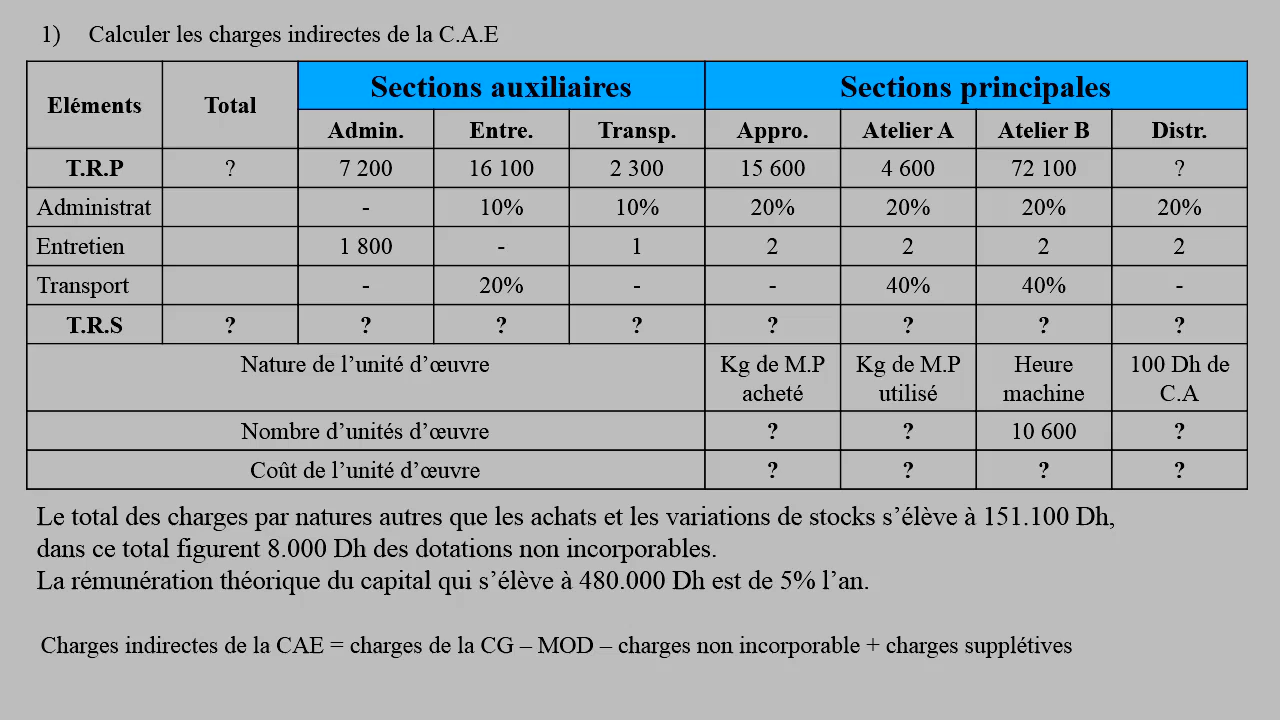 1) Calculer les charges indirectes de la C.A.E
Eléments Total Sections auxiliaires Sections principales
Admin. Entre. Transp. Appro. Atelier A Atelier B Distr.
T.R.P ? 7 200 16 100 2 300 15 600 4 600 72 100 ?
Administrat - 10% 10% 20% 20% 20% 20%
Entretien 1 800 - 1 2 2 2 2
Transport - 20% - - 40% 40% -
T.R.S ? ? ? ? ? ? ? ?
Nature de l’unité d’œuvre Kg de M.P acheté Kg de M.P utilisé Heure machine 100 Dh de C.A
Nombre d’unités d’œuvre ? ? 10 600 ?
Coût de l’unité d’œuvre ? ? ? ?
Le total des charges par natures autres que les achats et les variations de stocks s’élève à 151.100 Dh,
dans ce total figurent 8.000 Dh des dotations non incorporables.
La rémunération théorique du capital qui s’élève à 480.000 Dh est de 5% l’an.
Charges indirectes de la CAE = charges de la CG – MOD – charges non incorporable + charges supplétives